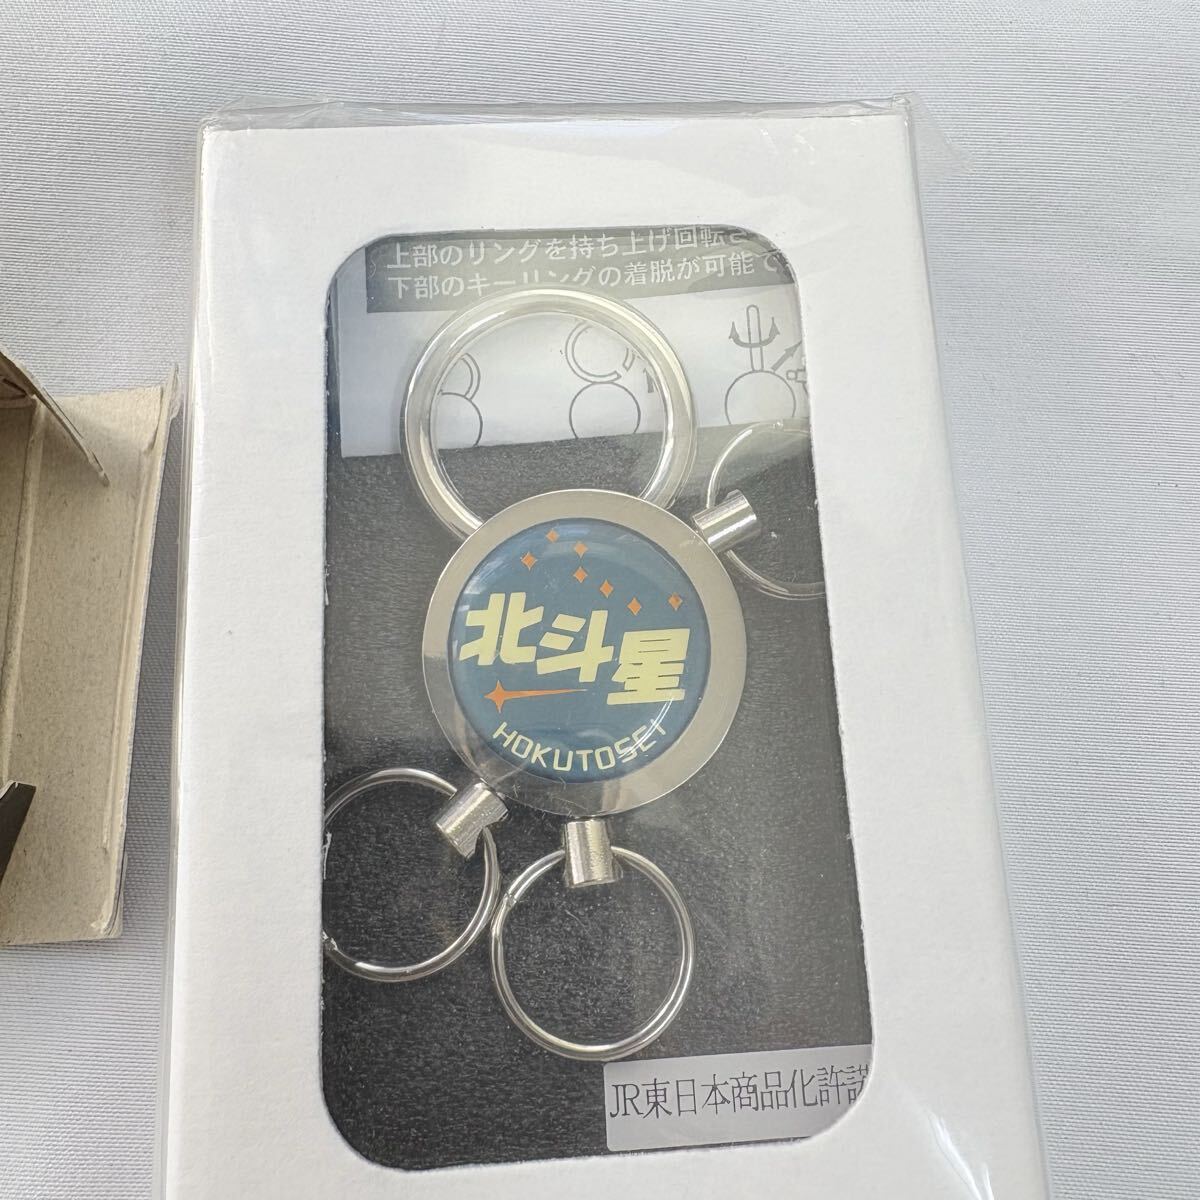 上部のリングを持ち上げ回転さ
下部のキーリングの着脱が可能で
北斗星
HOKUTOSEI
JR東日本商品化許諾